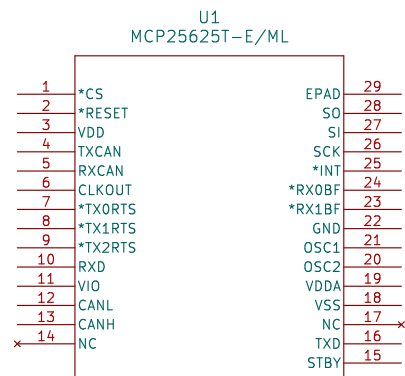 U1
MCP25625T-E/ML
1 *CS EPAD 29
2 *RESET SO 28
3 VDD SI 27
4 TXCAN SCK 26
5 RXCAN *INT 25
6 CLKOUT *RX0BF 24
7 *TX0RTS *RX1BF 23
8 *TX1RTS GND 22
9 *TX2RTS OSC1 21
10 RXD OSC2 20
11 VIO VDDA 19
12 CANL VSS 18
13 CANH NC 17
14 NC TXD 16
STBY 15